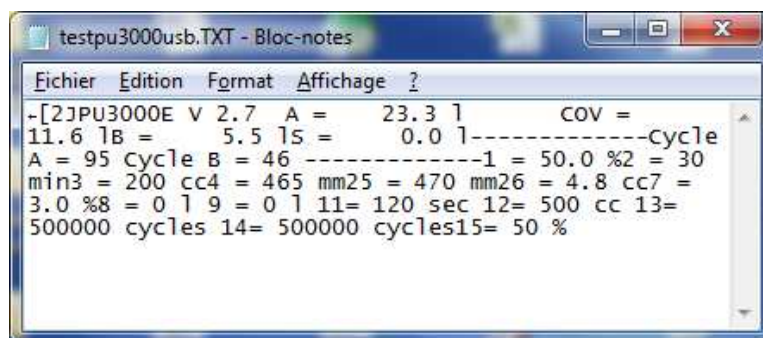 testpu3000usb.TXT - Bloc-notes
Fichier Edition Format Affichage ?
←[2JPU3000E V 2.7 A = 23.3 l COV =
11.6 lB = 5.5 lS = 0.0 l-------------Cycle
A = 95 Cycle B = 46 -------------1 = 50.0 %2 = 30
min3 = 200 cc4 = 465 mm25 = 470 mm26 = 4.8 cc7 =
3.0 %8 = 0 l 9 = 0 l 11= 120 sec 12= 500 cc 13=
500000 cycles 14= 500000 cycles15= 50 %